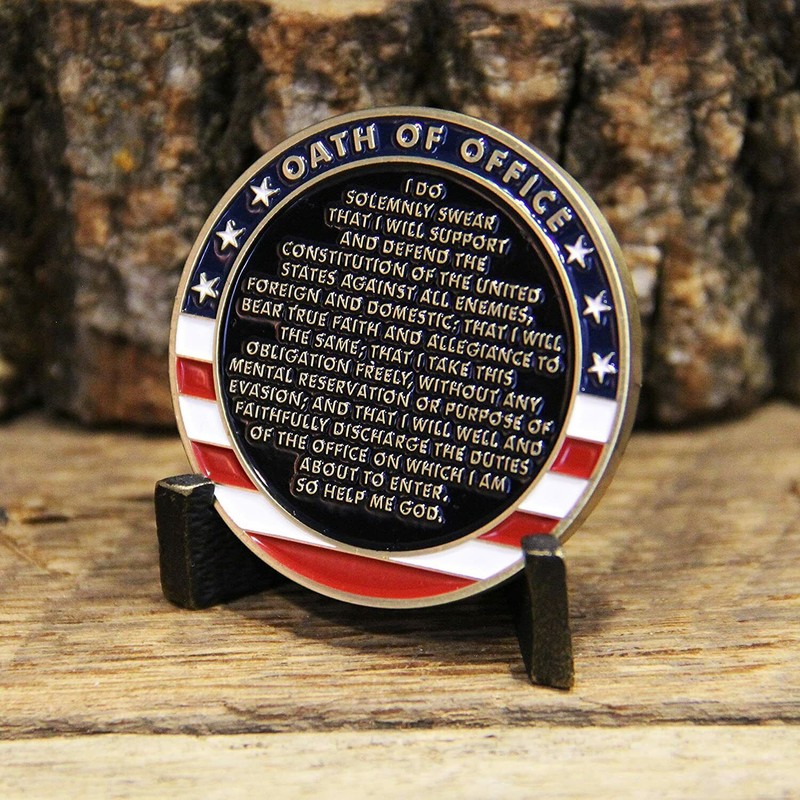 OATH OF OFFICE
I DO
SOLEMNLY SWEAR
THAT I WILL SUPPORT
AND DEFEND THE
CONSTITUTION OF THE UNITED
STATES AGAINST ALL ENEMIES,
FOREIGN AND DOMESTIC; THAT I WILL
BEAR TRUE FAITH AND ALLEGIANCE TO
THE SAME; THAT I TAKE THIS
OBLIGATION FREELY, WITHOUT ANY
MENTAL RESERVATION OR PURPOSE OF
EVASION; AND THAT I WILL WELL AND
FAITHFULLY DISCHARGE THE DUTIES
OF THE OFFICE ON WHICH I AM
ABOUT TO ENTER.
SO HELP ME GOD.